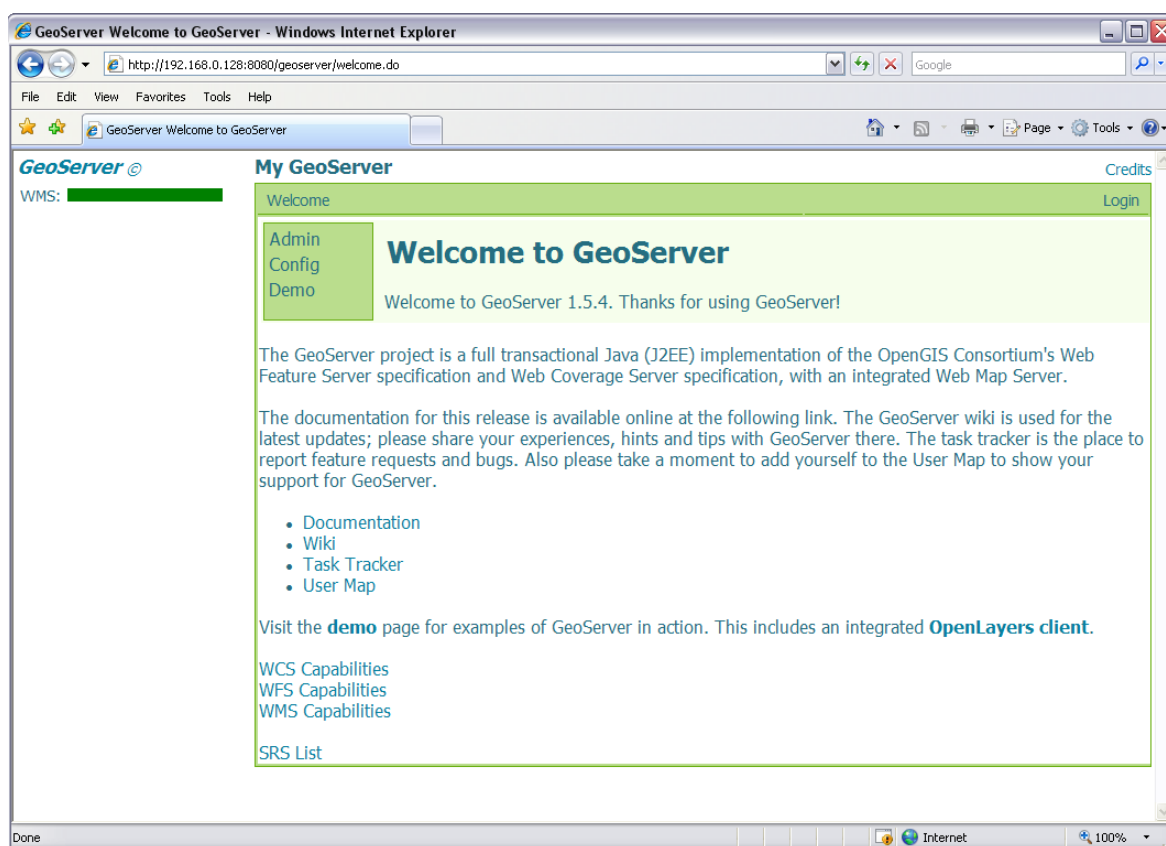 GeoServer Welcome to GeoServer - Windows Internet Explorer
http://192.168.0.128:8080/geoserver/welcome.do
Google
File Edit View Favorites Tools Help
GeoServer Welcome to GeoServer
Page Tools
GeoServer ©
My GeoServer
Credits
WMS:
Welcome
Login
Admin
Config
Demo
Welcome to GeoServer
Welcome to GeoServer 1.5.4. Thanks for using GeoServer!
The GeoServer project is a full transactional Java (J2EE) implementation of the OpenGIS Consortium's Web
Feature Server specification and Web Coverage Server specification, with an integrated Web Map Server.
The documentation for this release is available online at the following link. The GeoServer wiki is used for the
latest updates; please share your experiences, hints and tips with GeoServer there. The task tracker is the place to
report feature requests and bugs. Also please take a moment to add yourself to the User Map to show your
support for GeoServer.
• Documentation
• Wiki
• Task Tracker
• User Map
Visit the demo page for examples of GeoServer in action. This includes an integrated OpenLayers client.
WCS Capabilities
WFS Capabilities
WMS Capabilities
SRS List
Done
Internet
100%